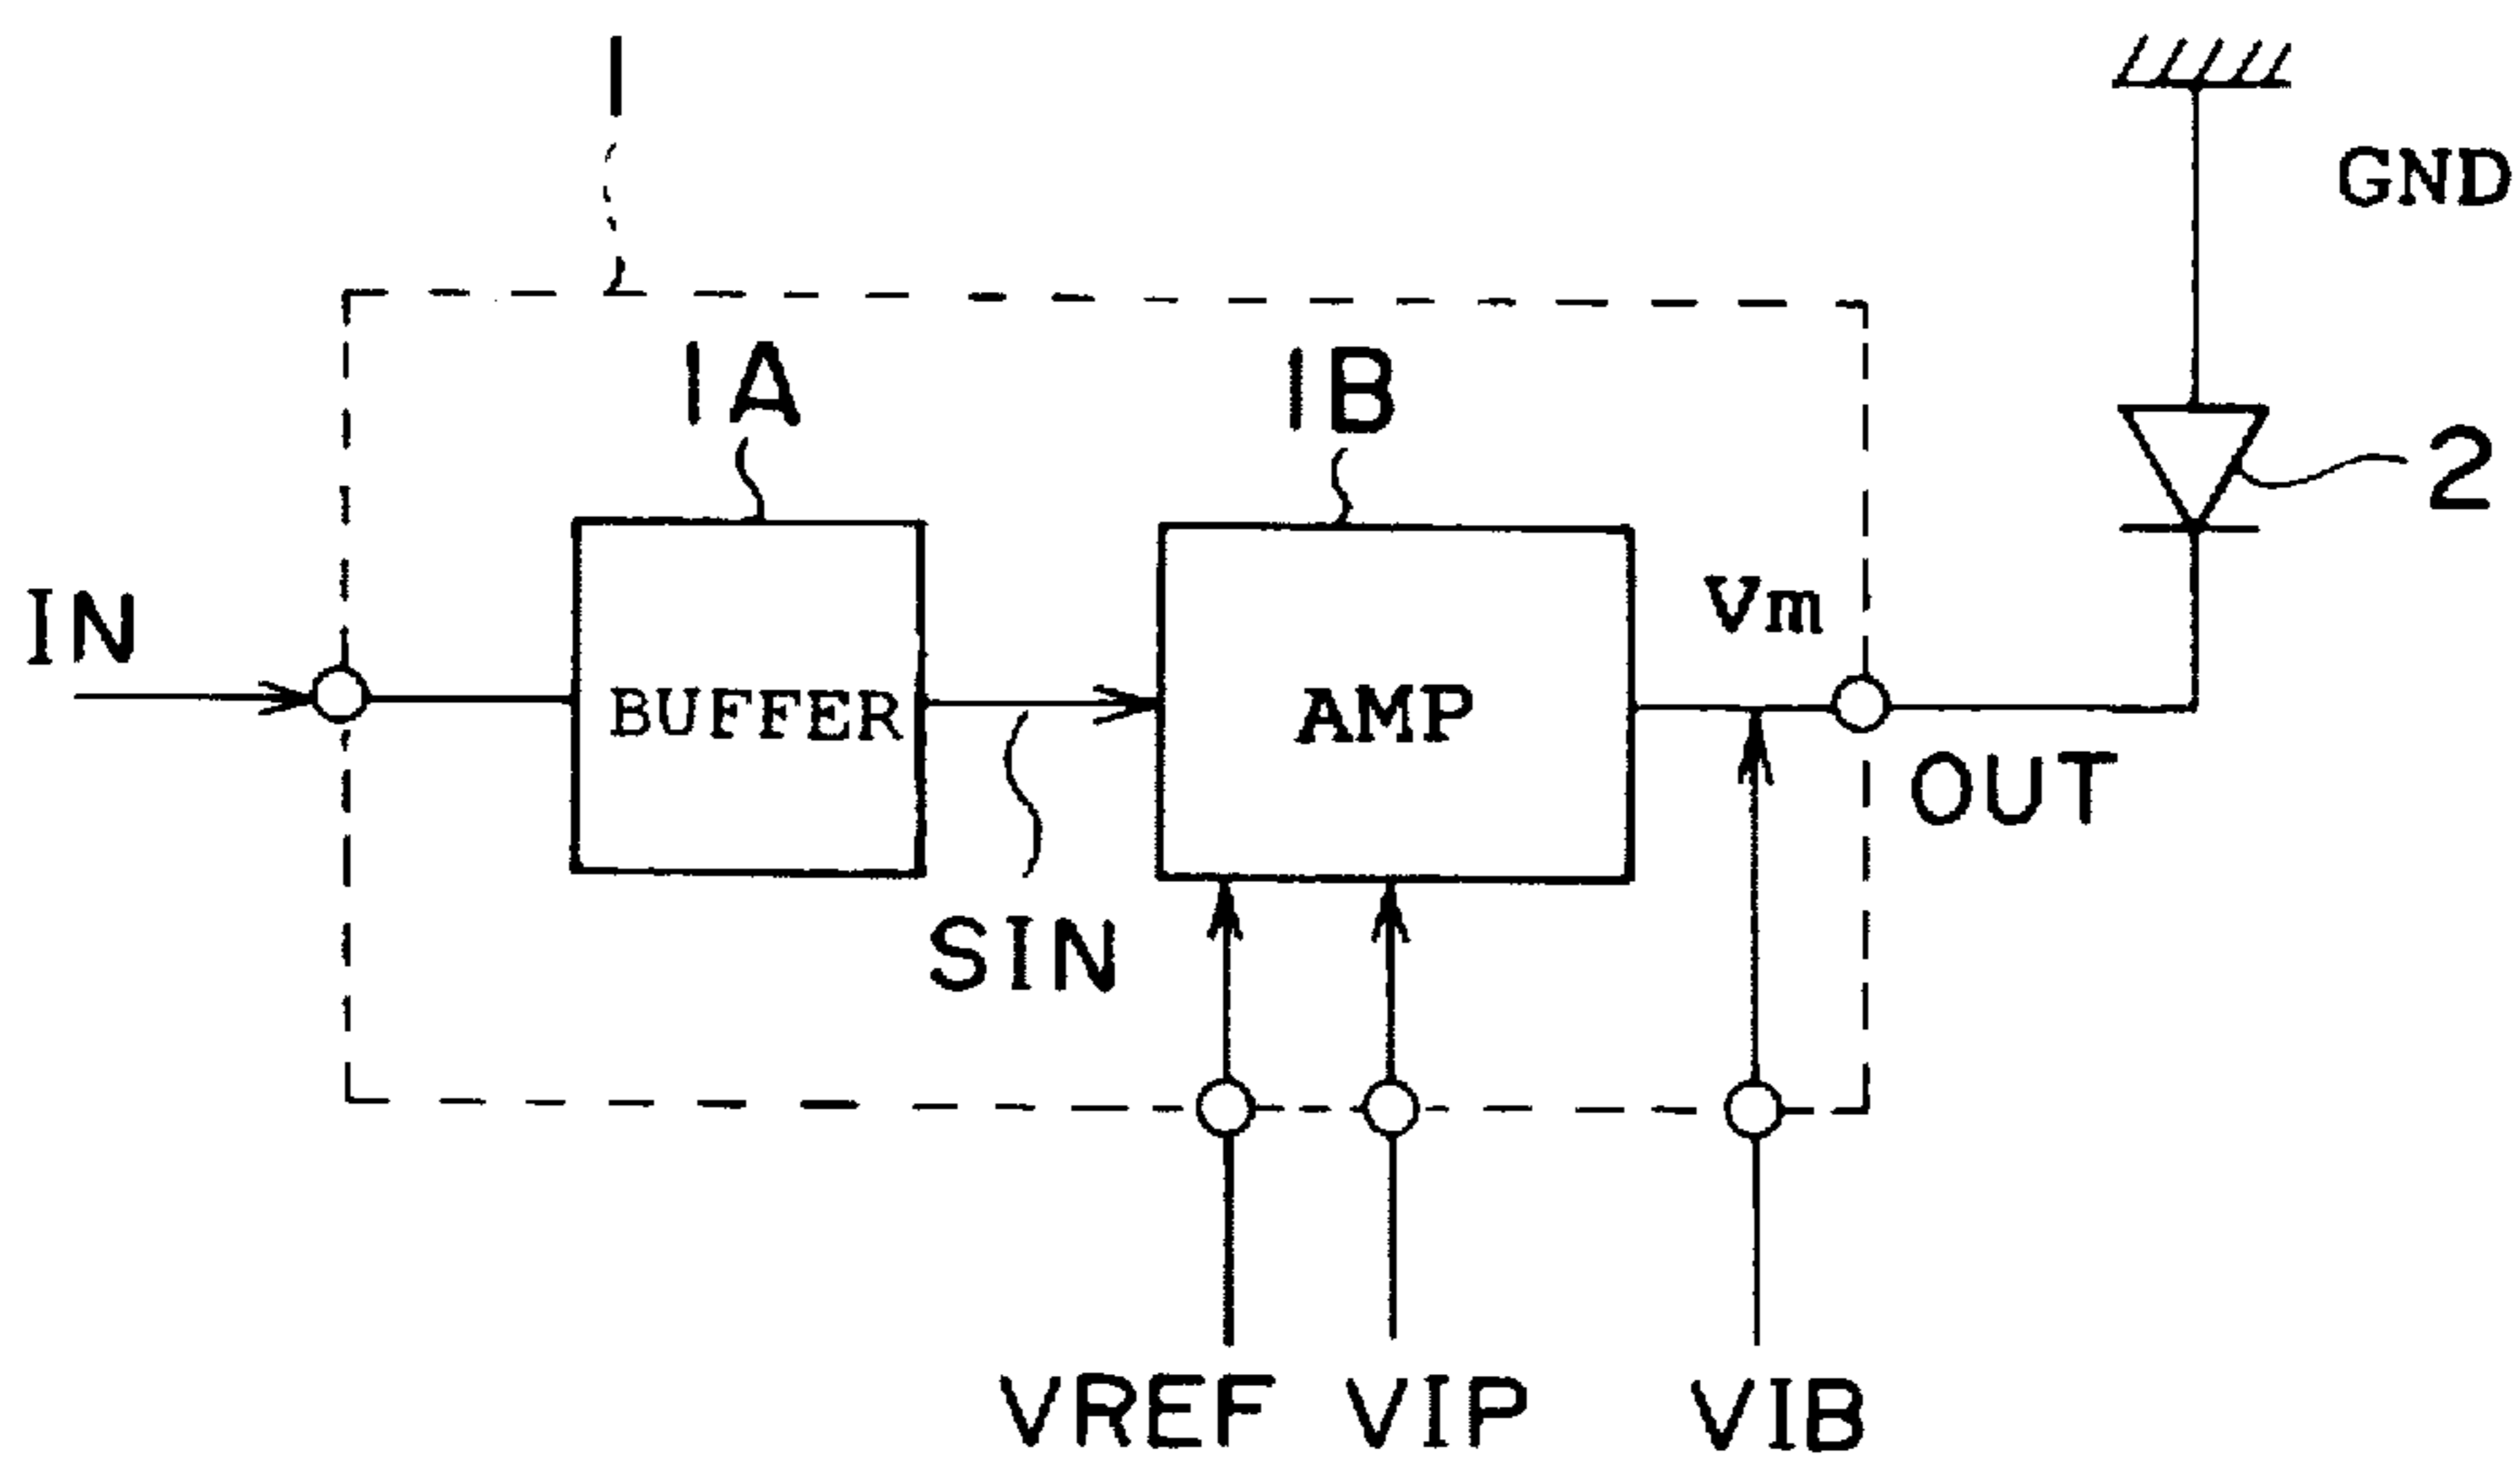 1
GND
1A
1B
2
IN
Vm
BUFFER
AMP
OUT
SIN
VREF
VIP
VIB